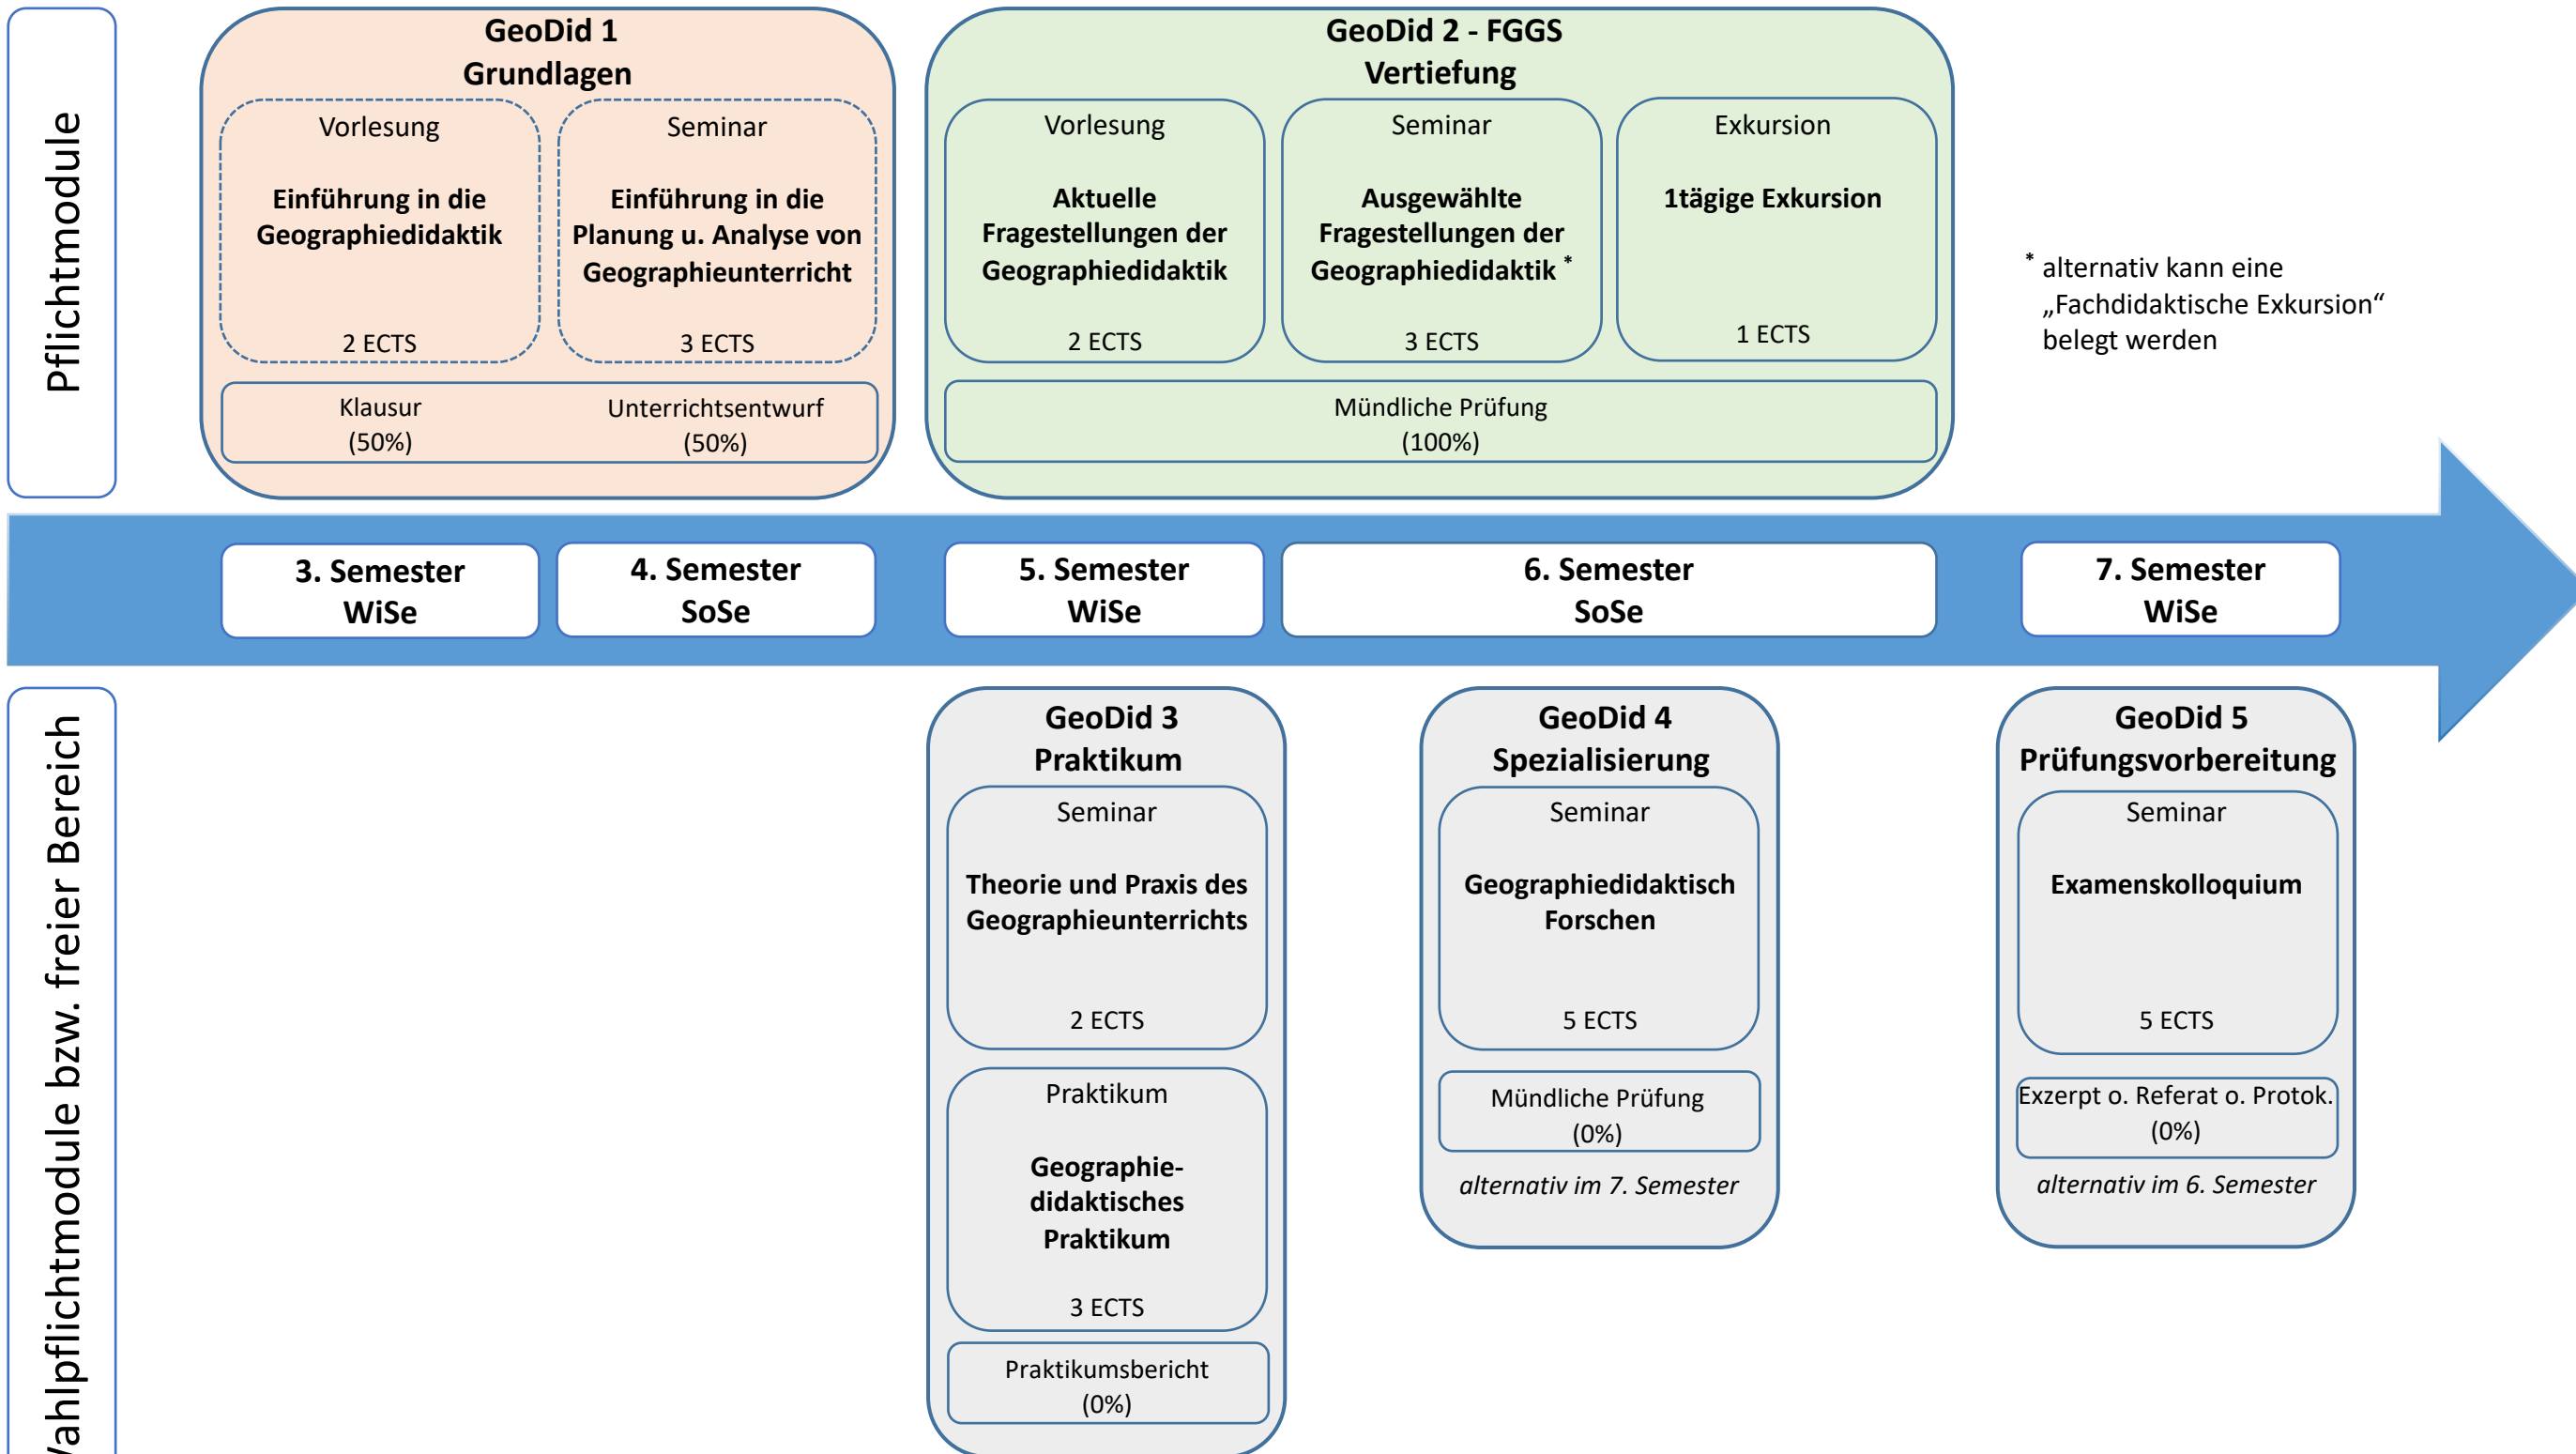 Pflichtmodule
GeoDid 1
Grundlagen
Vorlesung
Einführung in die
Geographiedidaktik
2 ECTS
Seminar
Einführung in die
Planung u. Analyse von
Geographieunterricht
3 ECTS
Klausur
(50%)
Unterrichtsentwurf
(50%)
GeoDid 2 - FGGS
Vertiefung
Vorlesung
Aktuelle
Fragestellungen der
Geographiedidaktik
2 ECTS
Seminar
Ausgewählte
Fragestellungen der
Geographiedidaktik *
3 ECTS
Exkursion
1tägige Exkursion
1 ECTS
Mündliche Prüfung
(100%)
* alternativ kann eine
„Fachdidaktische Exkursion“
belegt werden
3. Semester
WiSe
4. Semester
SoSe
5. Semester
WiSe
6. Semester
SoSe
7. Semester
WiSe
Wahlpflichtmodule bzw. freier Bereich
GeoDid 3
Praktikum
Seminar
Theorie und Praxis des
Geographieunterrichts
2 ECTS
Praktikum
Geographie-
didaktisches
Praktikum
3 ECTS
Praktikumsbericht
(0%)
GeoDid 4
Spezialisierung
Seminar
Geographiedidaktisch
Forschen
5 ECTS
Mündliche Prüfung
(0%)
alternativ im 7. Semester
GeoDid 5
Prüfungsvorbereitung
Seminar
Examenskolloquium
5 ECTS
Exzerpt o. Referat o. Protok.
(0%)
alternativ im 6. Semester